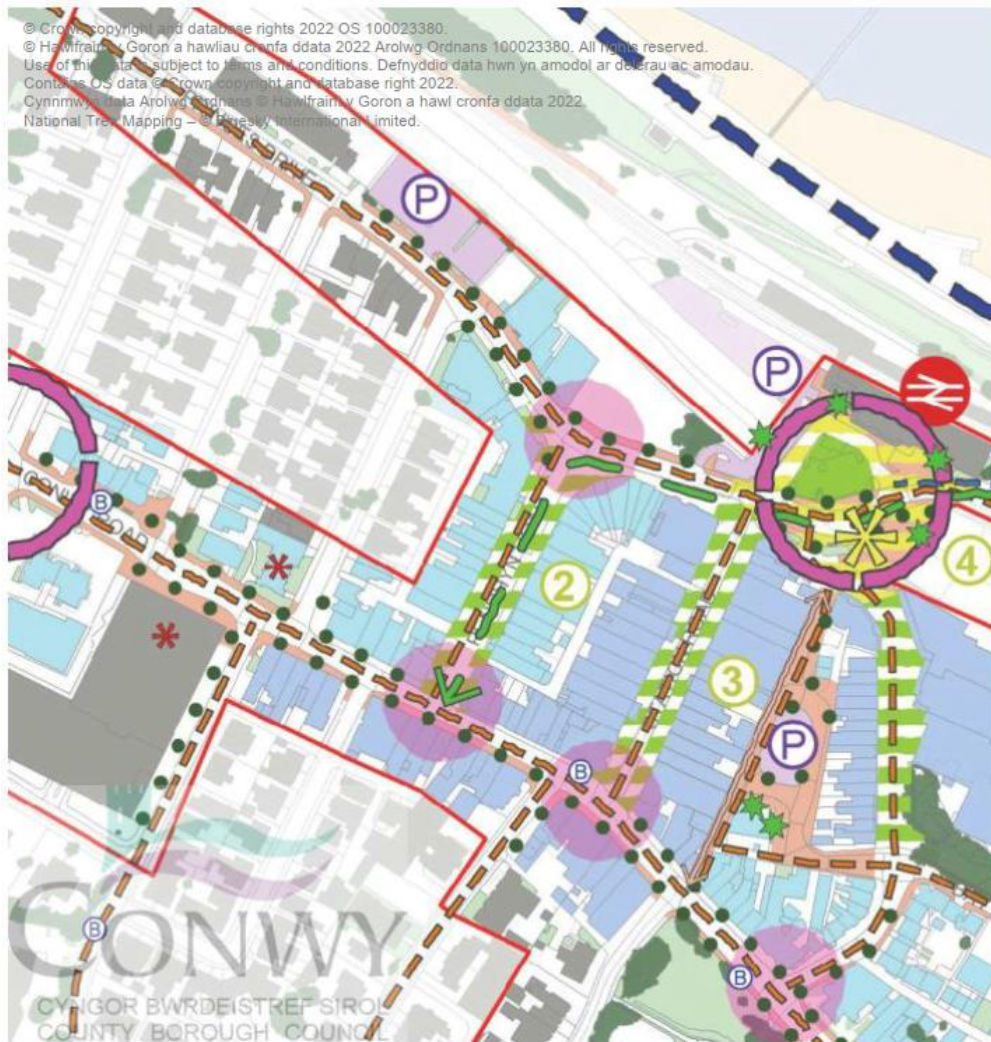 © Crown copyright and database rights 2022 OS 100023380.
© Hawlfraint y Goron a hawliau cronfa ddata 2022 Arolwg Ordnans 100023380. All rights reserved.
Use of this data is subject to terms and conditions. Defnyddio data hwn yn amodol ar delerau ac amodau.
Contains OS data © Crown copyright and database right 2022.
Cynnmwys data Arolwg Ordnans © Hawlfraint y Goron a hawl cronfa ddata 2022.
National Tree Mapping – © Bluesky International Limited.
DRIVE
P
P
ROAD
B
2
4
3
P
B
B
B
CONWY
CYNGOR BWRDEISTREF SIROL
COUNTY BOROUGH COUNCIL